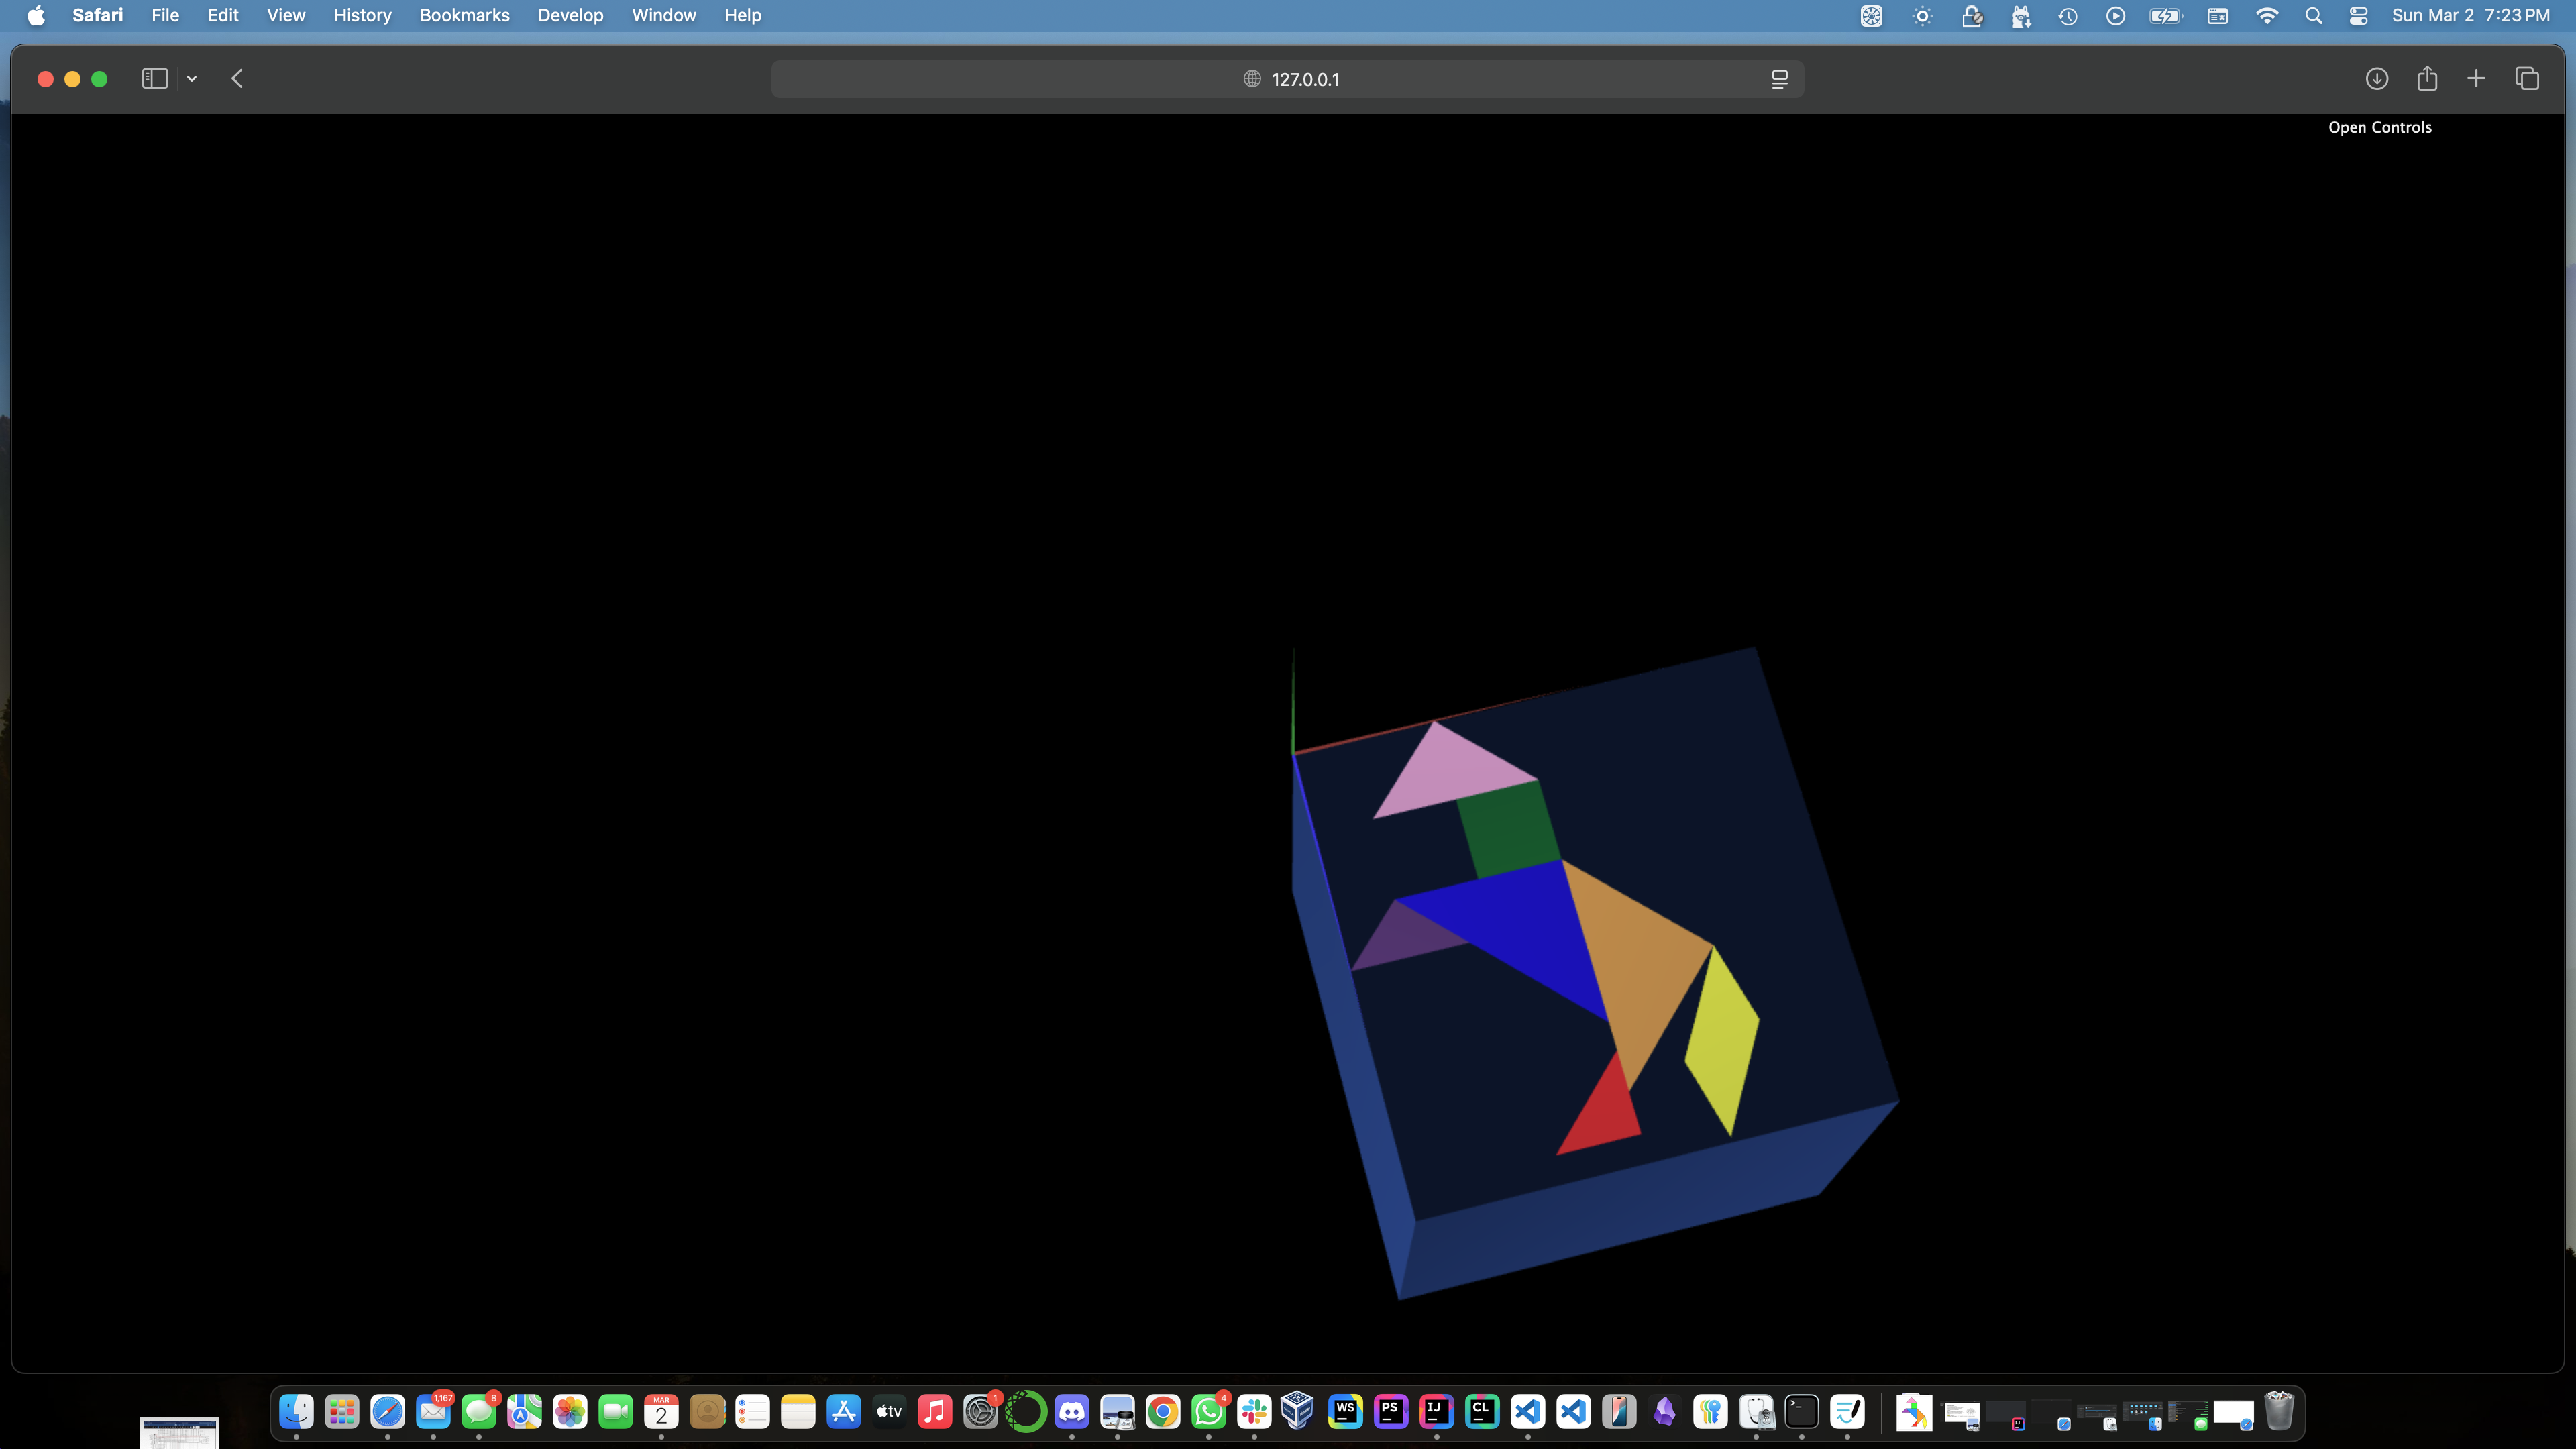 Safari File Edit View History Bookmarks Develop Window Help Sun Mar 2 7:23 PM
127.0.0.1
Open Controls
1,167 8 MAR 2 tv 1 4 WS PS IJ CL >_